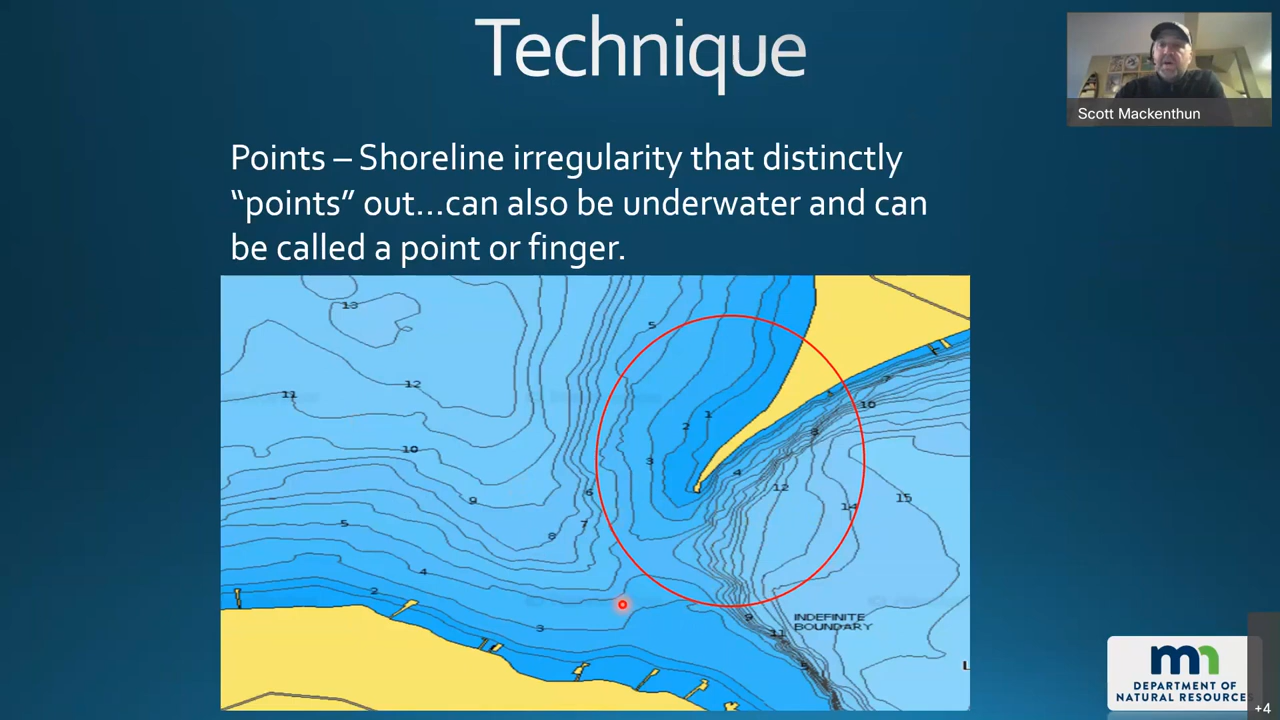 Technique
Scott Mackenthun
Points – Shoreline irregularity that distinctly
“points” out...can also be underwater and can
be called a point or finger.
13
5
12
11
1
2
10
3
9
6
7
8
5
4
2
3
5
10
3
4
12
15
14
9
11
INDEFINITE
BOUNDARY
L
mn
DEPARTMENT OF
NATURAL RESOURCES
+4